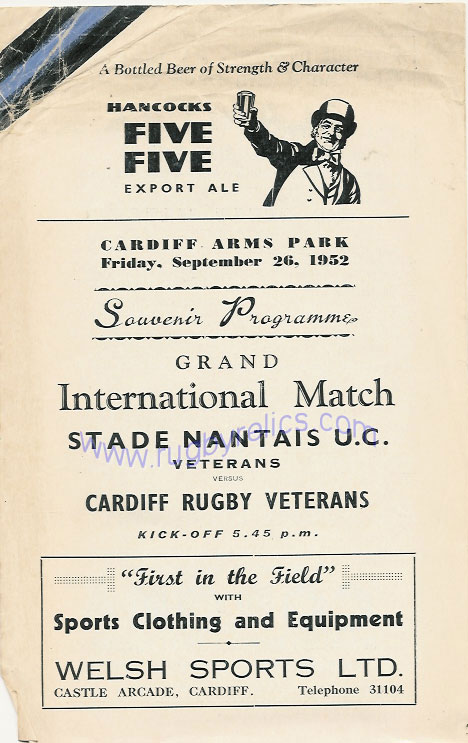 A Bottled Beer of Strength & Character
HANCOCKS
FIVE
FIVE
EXPORT ALE
CARDIFF ARMS PARK
Friday, September 26, 1952
Souvenir Programme
GRAND
International Match
STADE NANTAIS U.C.
www.rugbyrelics.com
VETERANS
VERSUS
CARDIFF RUGBY VETERANS
KICK-OFF 5.45 p.m.
"First in the Field"
WITH
Sports Clothing and Equipment
WELSH SPORTS LTD.
CASTLE ARCADE, CARDIFF. Telephone 31104